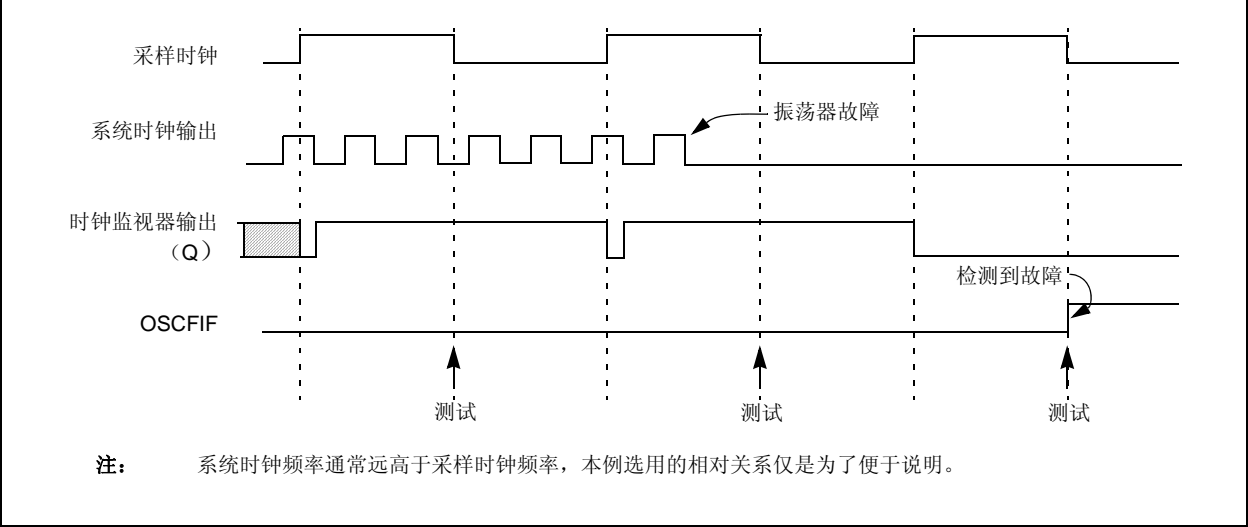 采样时钟
系统时钟输出
振荡器故障
时钟监视器输出
（Q）
检测到故障
OSCFIF
测试 测试 测试
注： 系统时钟频率通常远高于采样时钟频率，本例选用的相对关系仅是为了便于说明。